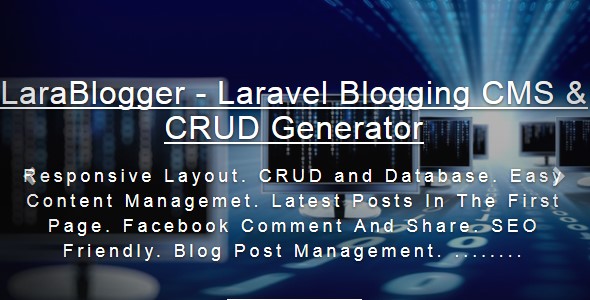 LaraBlogger - Laravel Blogging CMS &
CRUD Generator
Responsive Layout. CRUD and Database. Easy
Content Managemet. Latest Posts In The First
Page. Facebook Comment And Share. SEO
Friendly. Blog Post Management. ........